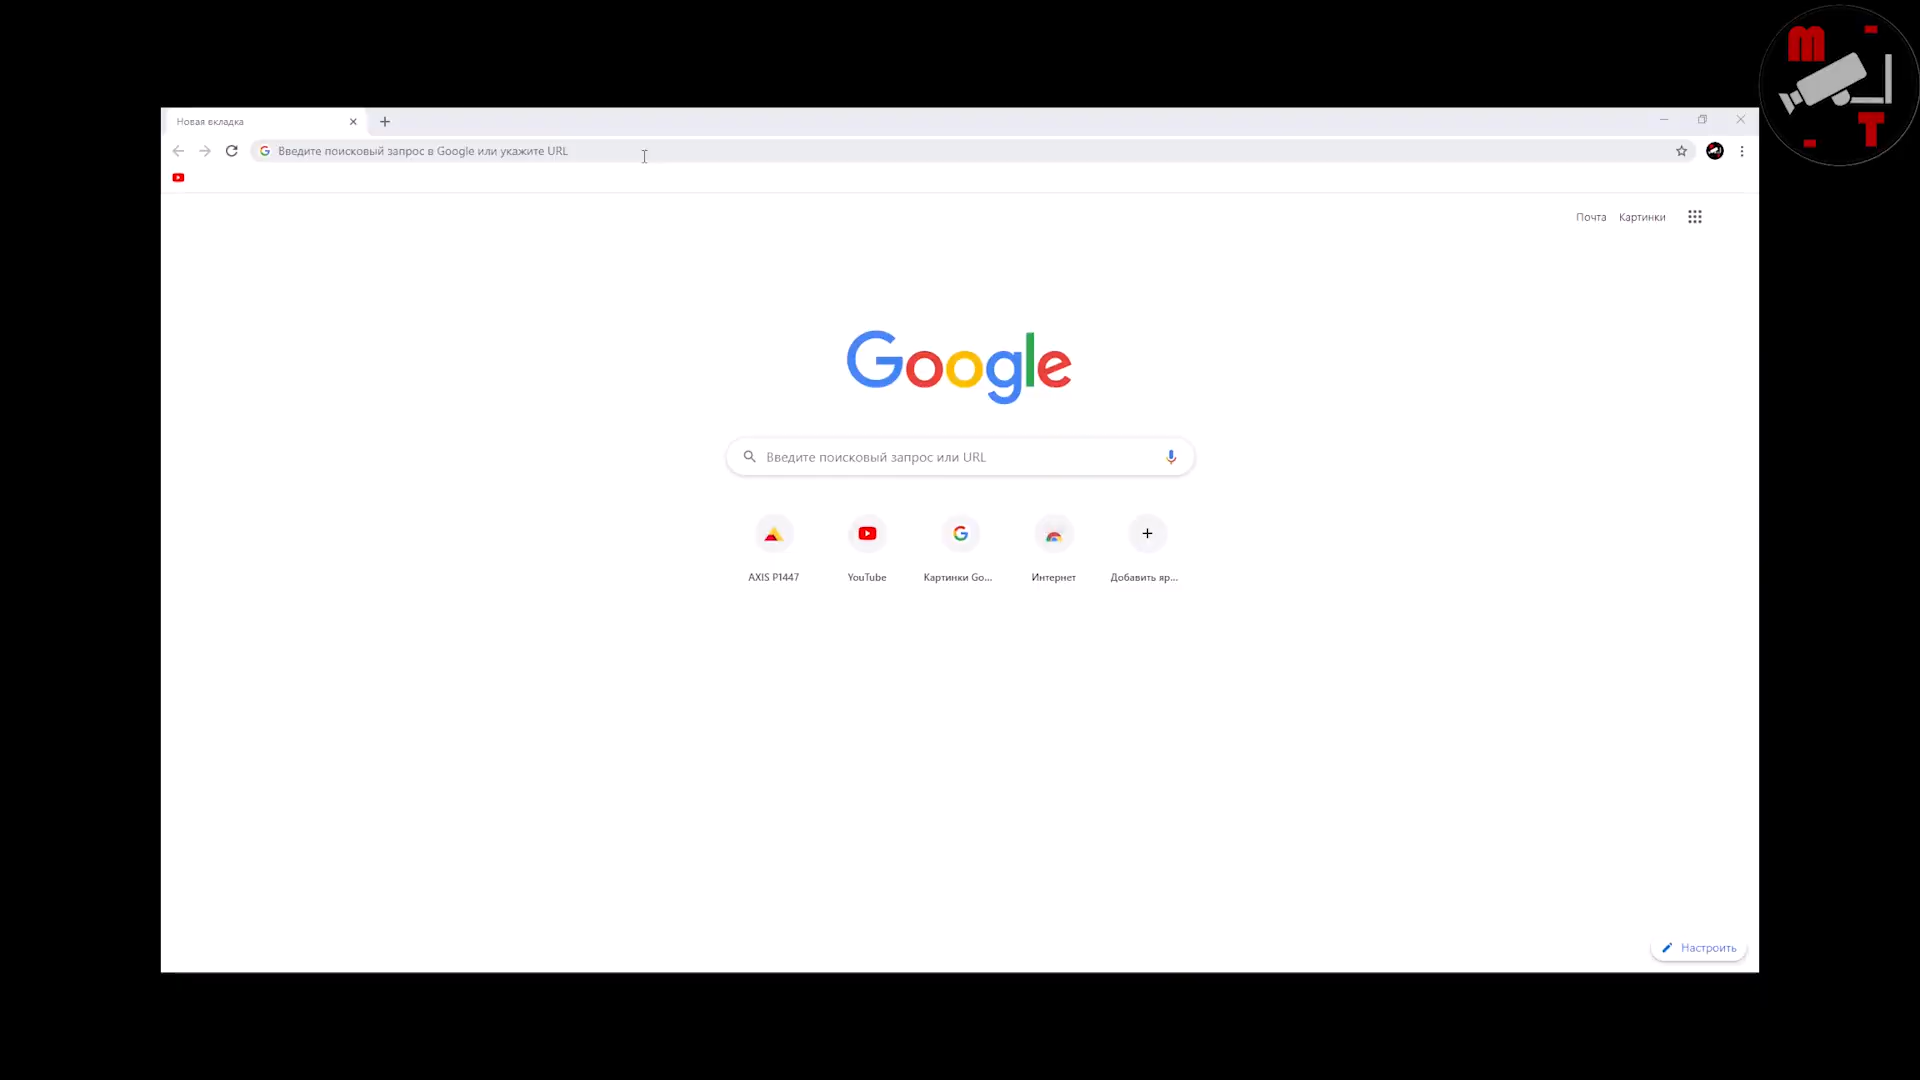 M
T
Новая вкладка
Введите поисковый запрос в Google или укажите URL
Почта Картинки
Google
Введите поисковый запрос или URL
AXIS P1447 YouTube Картинки Go... Интернет Добавить яр...
Настроить